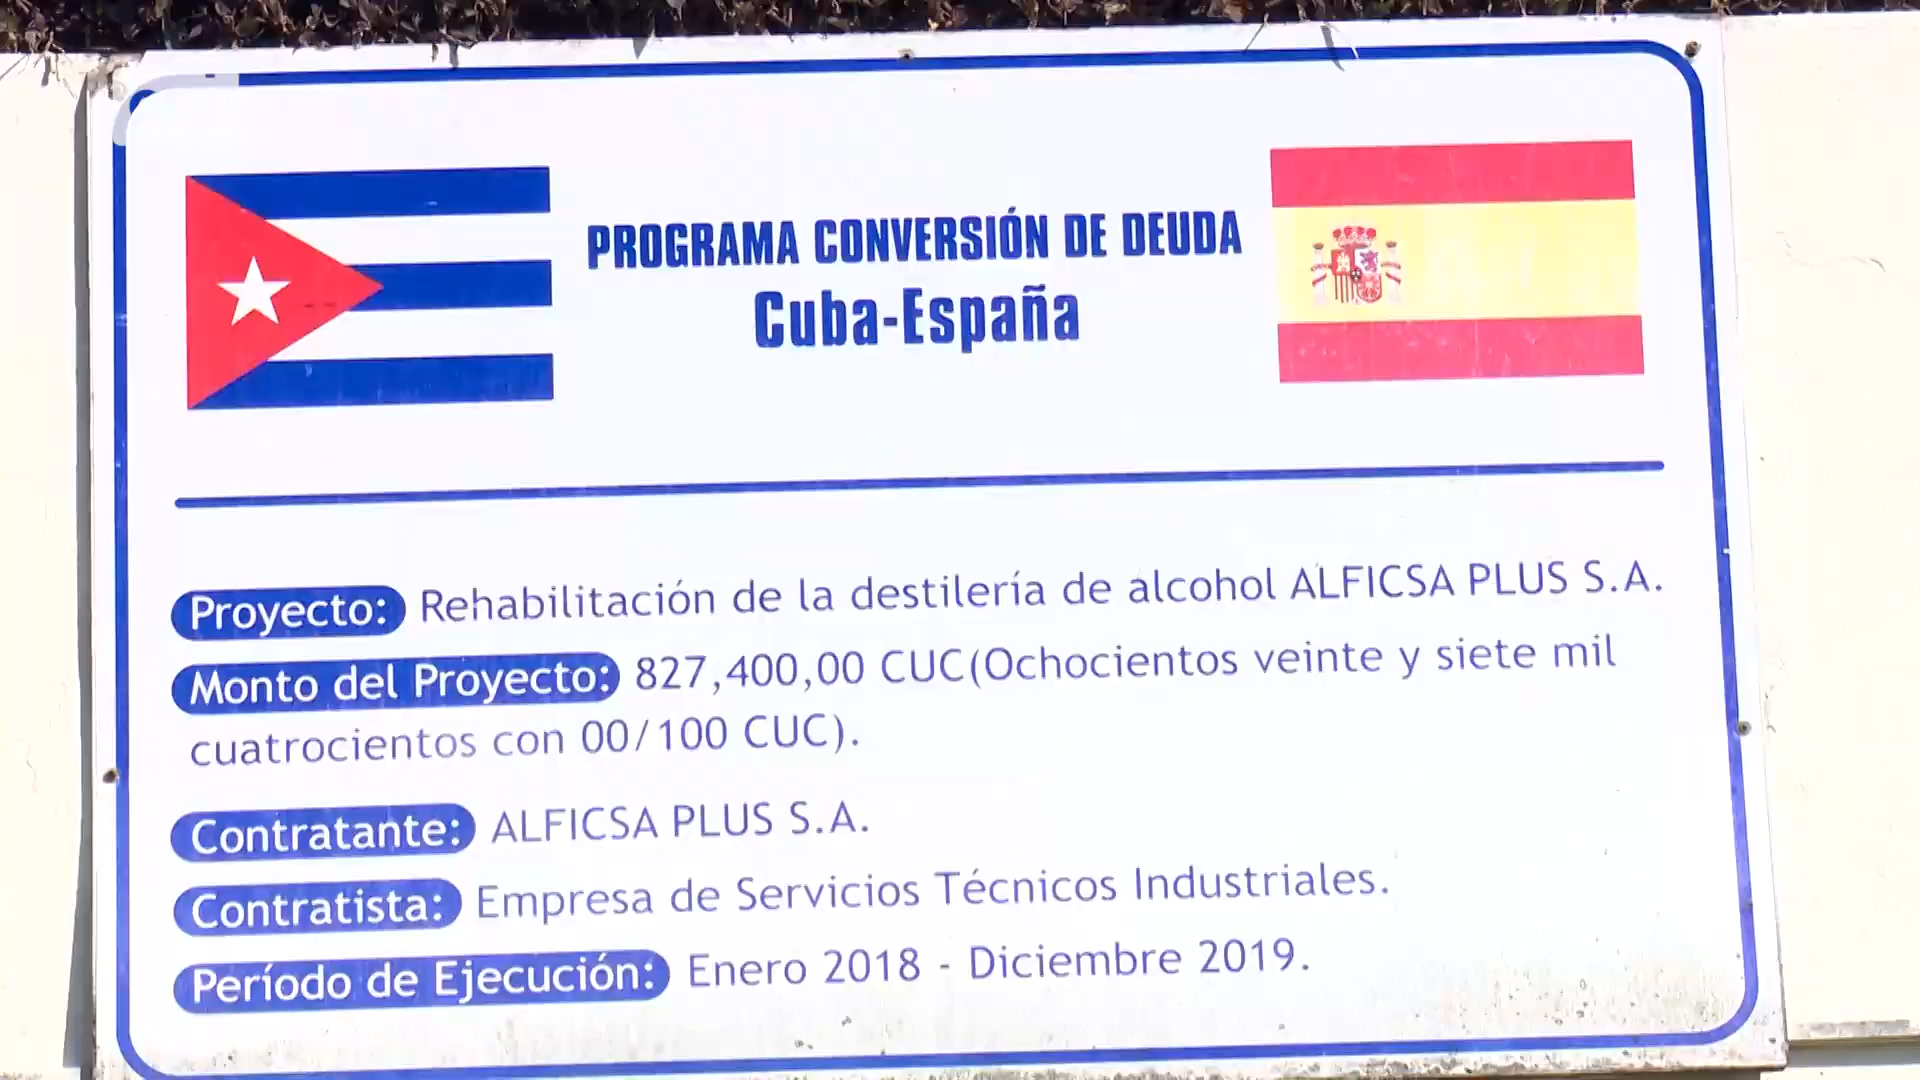 PROGRAMA CONVERSIÓN DE DEUDA
Cuba-España
Proyecto: Rehabilitación de la destilería de alcohol ALFICSA PLUS S.A.
Monto del Proyecto: 827,400,00 CUC(Ochocientos veinte y siete mil
cuatrocientos con 00/100 CUC).
Contratante: ALFICSA PLUS S.A.
Contratista: Empresa de Servicios Técnicos Industriales.
Período de Ejecución: Enero 2018 - Diciembre 2019.